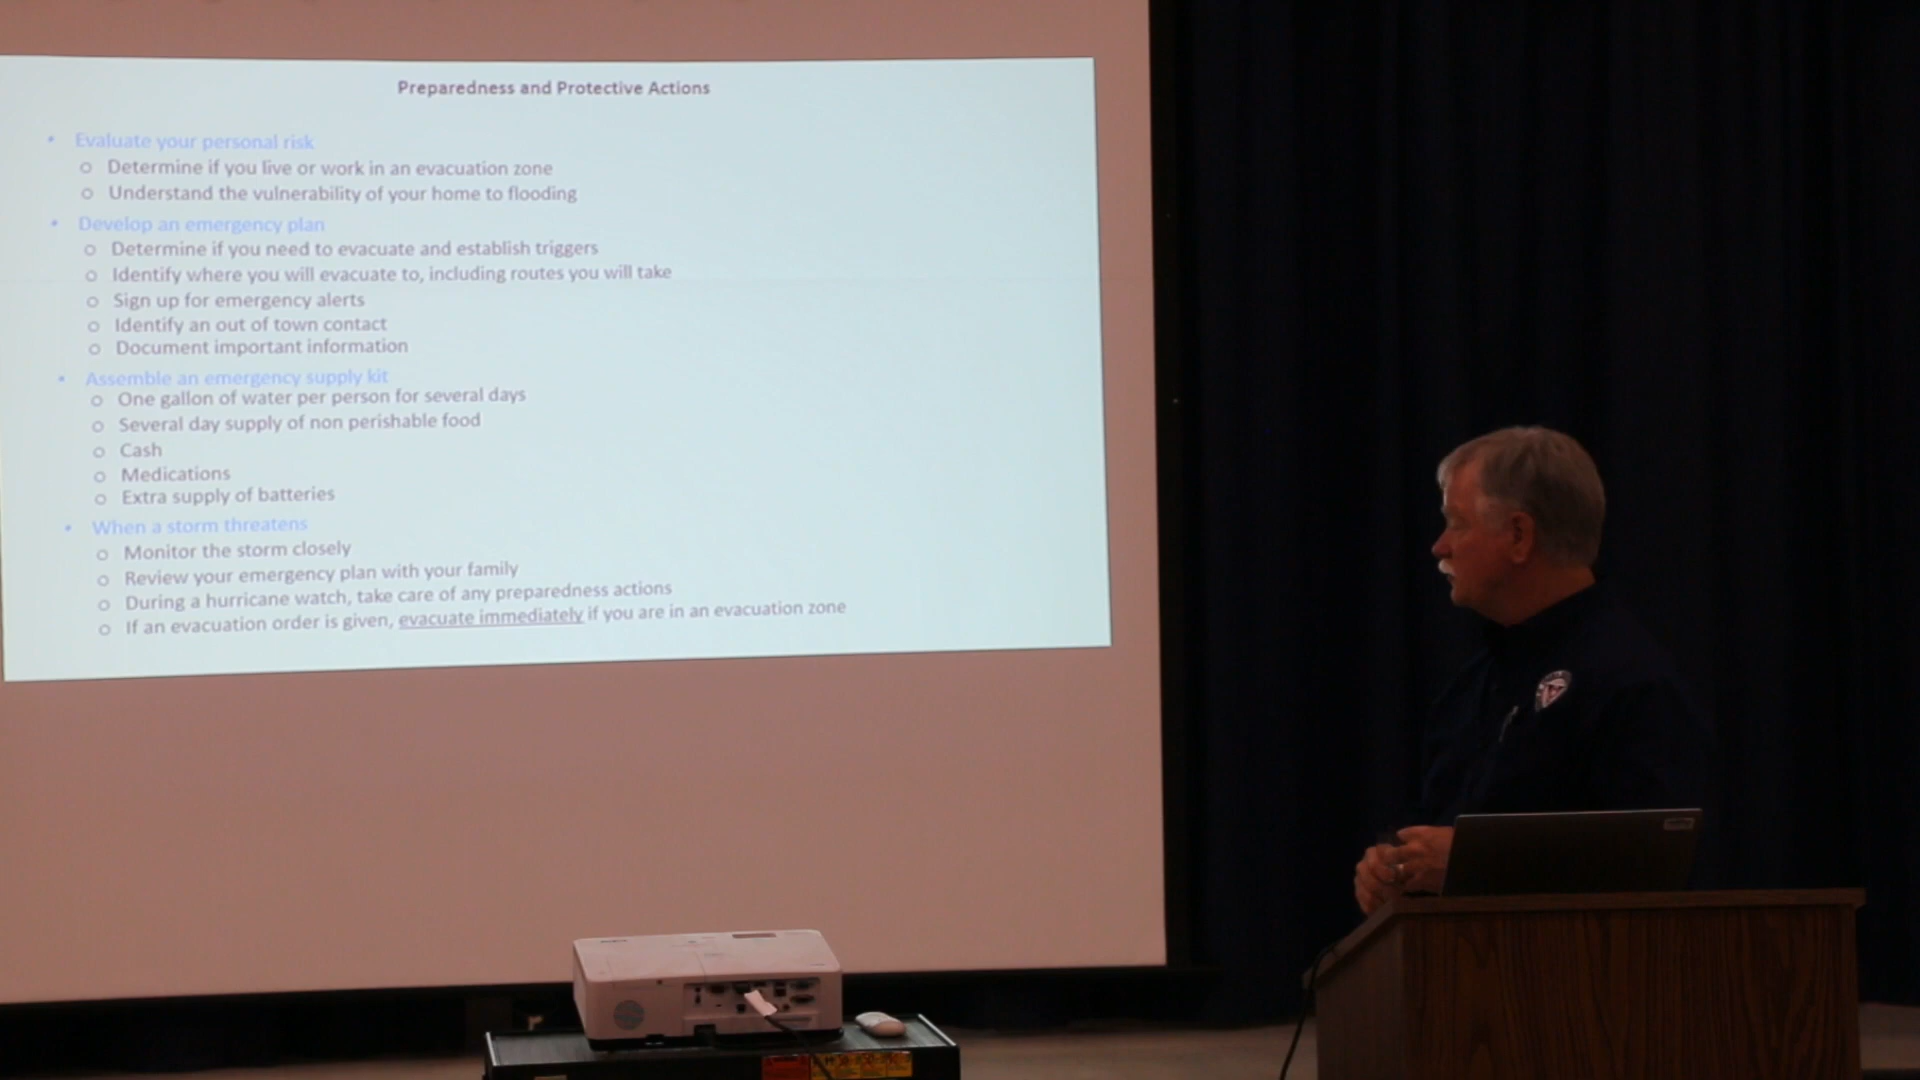 Preparedness and Protective Actions
• Evaluate your personal risk
o Determine if you live or work in an evacuation zone
o Understand the vulnerability of your home to flooding
• Develop an emergency plan
o Determine if you need to evacuate and establish triggers
o Identify where you will evacuate to, including routes you will take
o Sign up for emergency alerts
o Identify an out of town contact
o Document important information
• Assemble an emergency supply kit
o One gallon of water per person for several days
o Several day supply of non perishable food
o Cash
o Medications
o Extra supply of batteries
• When a storm threatens
o Monitor the storm closely
o Review your emergency plan with your family
o During a hurricane watch, take care of any preparedness actions
o If an evacuation order is given, evacuate immediately if you are in an evacuation zone